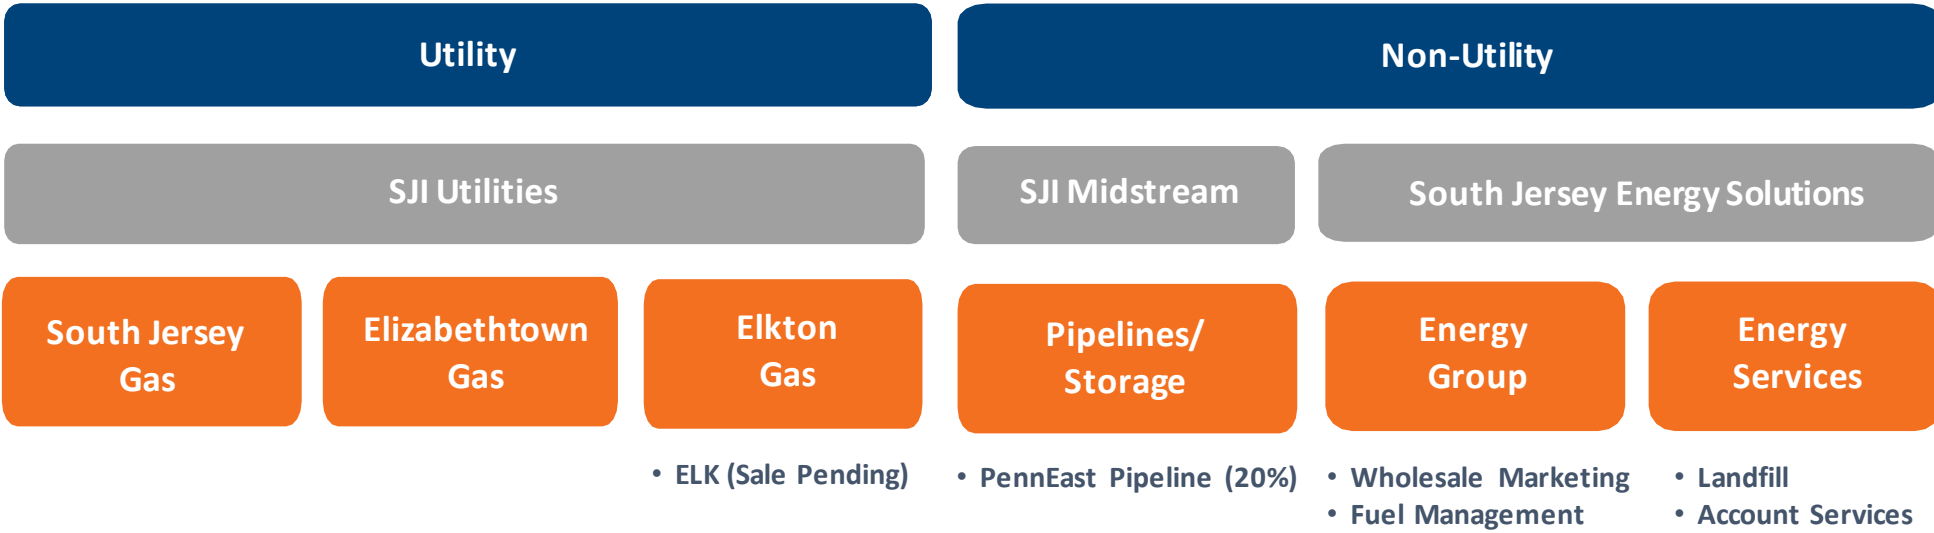 Utility
Non-Utility
SJI Utilities
SJI Midstream
South Jersey Energy Solutions
South Jersey
Gas
Elizabethtown
Gas
Elkton
Gas
Pipelines/
Storage
Energy
Group
Energy
Services
• ELK (Sale Pending)
• PennEast Pipeline (20%)
• Wholesale Marketing
• Fuel Management
• Landfill
• Account Services